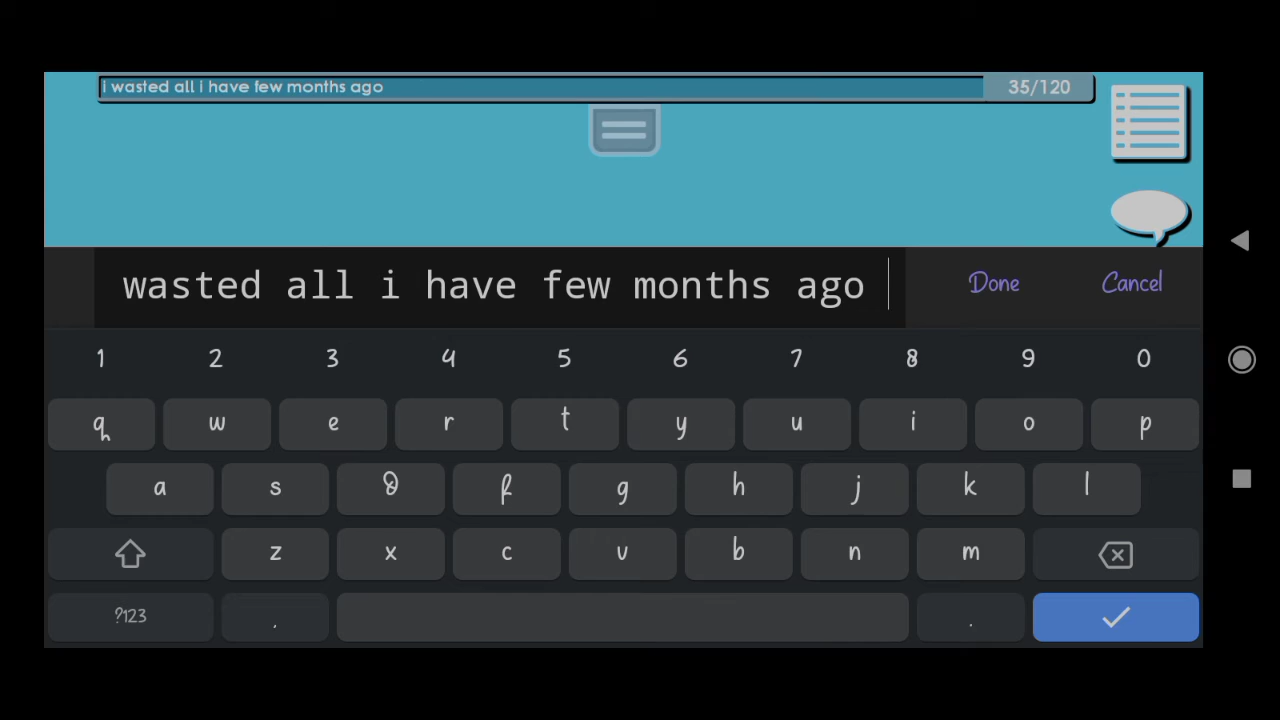 i wasted all i have few months ago 35/120
wasted all i have few months ago Done Cancel
1 2 3 4 5 6 7 8 9 0
q w e r t y u i o p
a s d f g h j k l
z x c v b n m
?123 , .